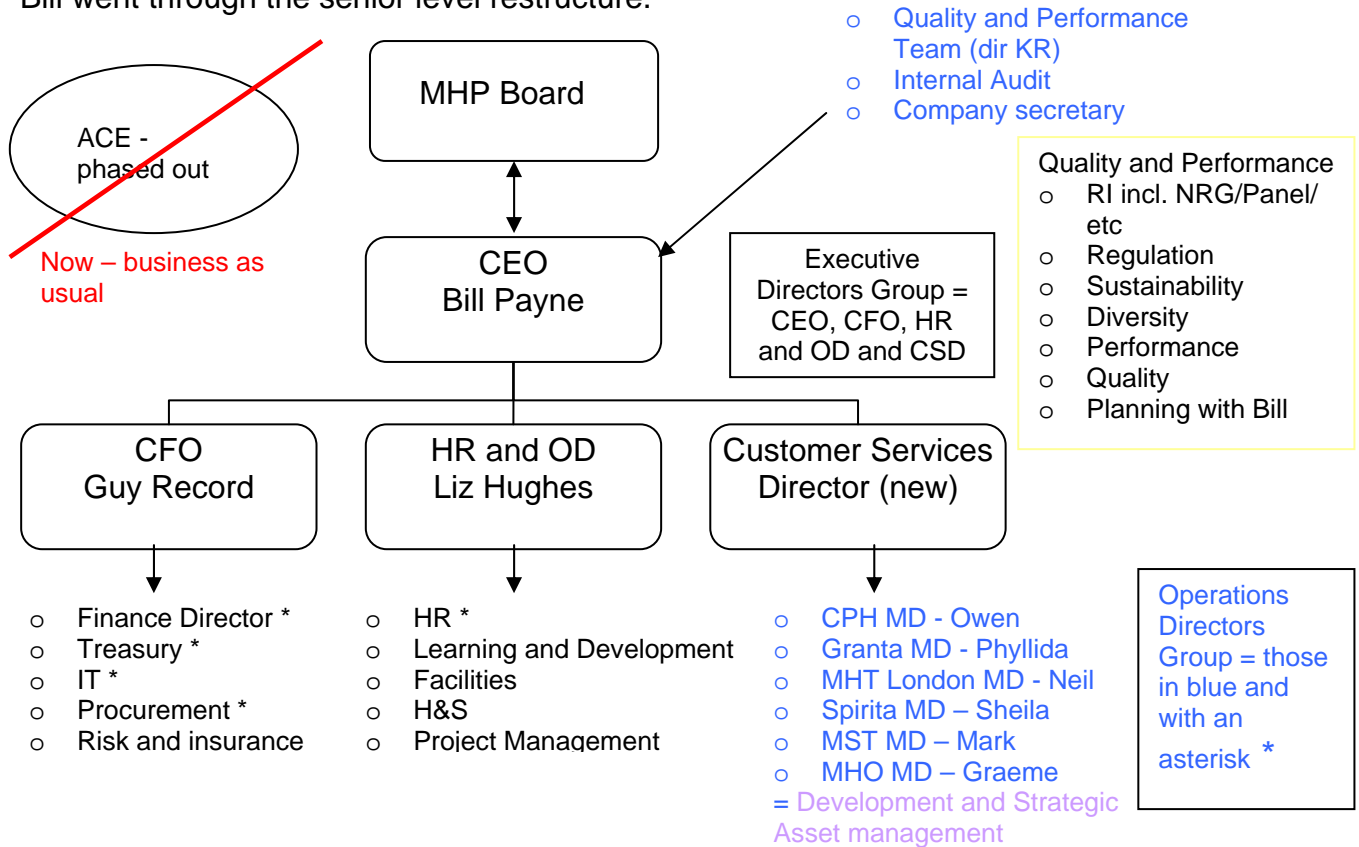 Bill went through the senior level restructure.
o Quality and Performance
Team (dir KR)
o Internal Audit
o Company secretary
MHP Board
ACE -
phased out
Now – business as
usual
CEO
Bill Payne
Executive
Directors Group =
CEO, CFO, HR
and OD and CSD
Quality and Performance
o RI incl. NRG/Panel/
etc
o Regulation
o Sustainability
o Diversity
o Performance
o Quality
o Planning with Bill
CFO
Guy Record
HR and OD
Liz Hughes
Customer Services
Director (new)
o Finance Director *
o Treasury *
o IT *
o Procurement *
o Risk and insurance
o HR *
o Learning and Development
o Facilities
o H&S
o Project Management
o CPH MD - Owen
o Granta MD - Phyllida
o MHT London MD - Neil
o Spirita MD – Sheila
o MST MD – Mark
o MHO MD – Graeme
= Development and Strategic
Asset management
Operations
Directors
Group = those
in blue and
with an
asterisk *